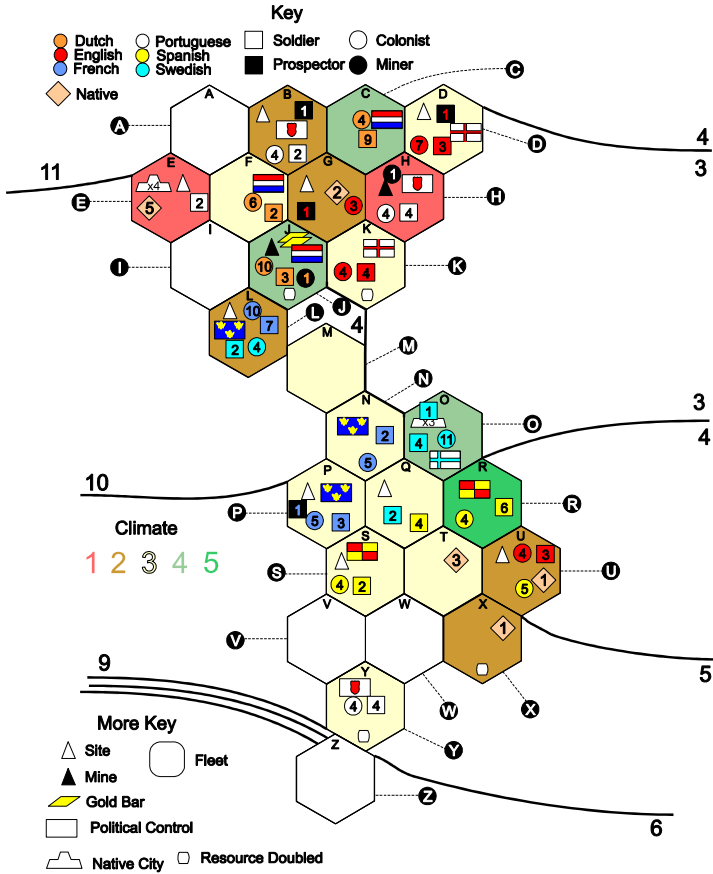 Key
Dutch Portuguese Soldier Colonist
English Spanish
French Swedish Prospector Miner
Native
C
A B C D
A
1
4
9
1
4 2
7 3
D
4
3
11
E F G H
E
x4
5 2
6 2
2
1 3
1
4 4
H
I J K
I
10 3 1
4 4
K
J
L
10
7
2 4
L
4
M
M
N
N O
2
5
1
x3
4 11
O
3
4
10
P Q R
P
1
5 3
2 4
6
4
R
Climate
1 2 3 4 5
S T U
S
4 2
3
4 3
1
5
U
V W X
V
1
5
9
Y
4 4
W
X
Y
More Key
Site
Fleet
Mine
Gold Bar
Political Control
Native City Resource Doubled
Z
Z
6